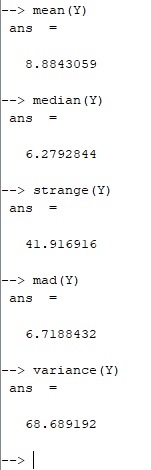 --> mean(Y)
ans =
8.8843059
--> median(Y)
ans =
6.2792844
--> strange(Y)
ans =
41.916916
--> mad(Y)
ans =
6.7188432
--> variance(Y)
ans =
68.689192
-->